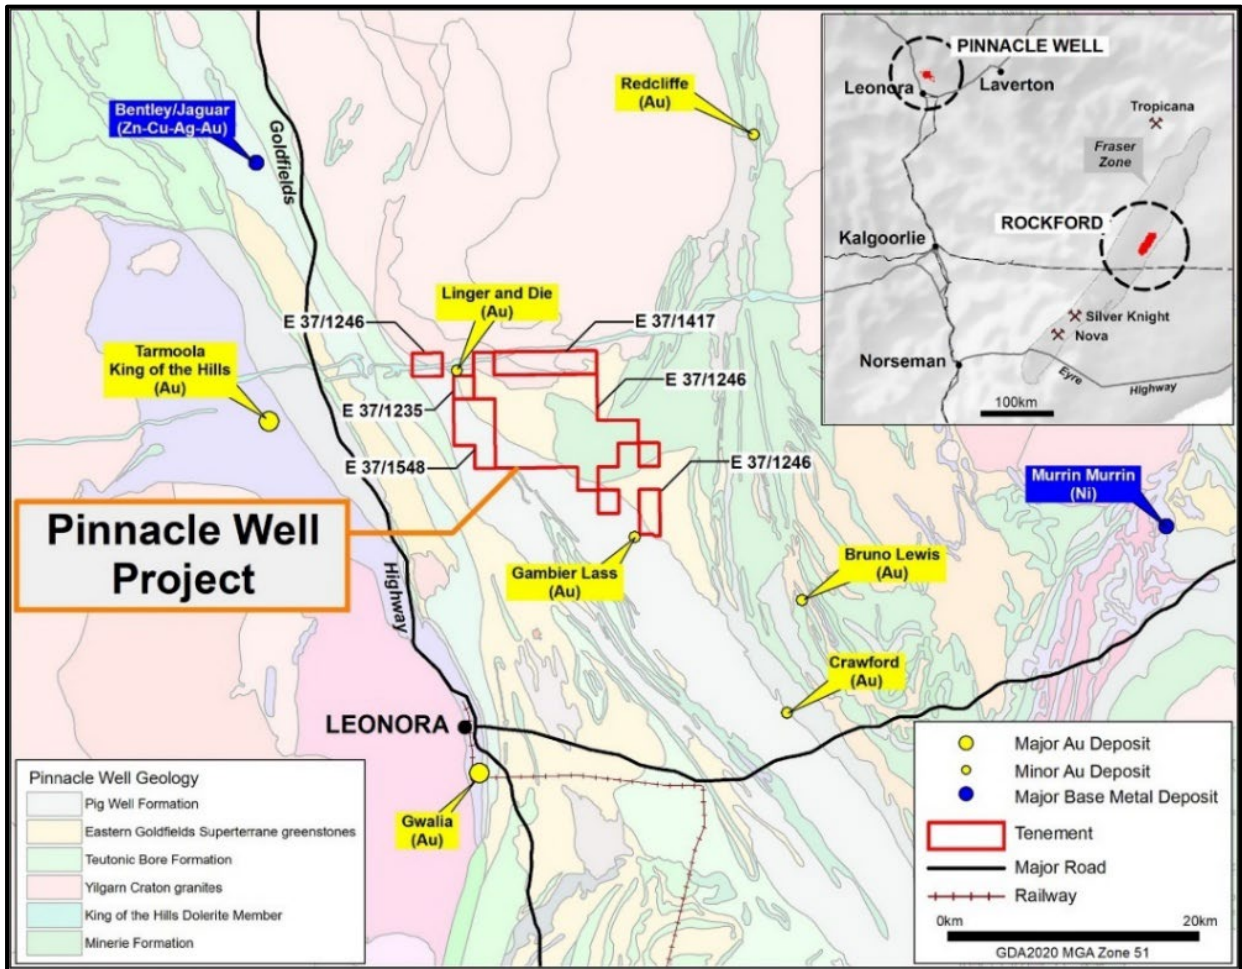 Bentley/Jaguar
(Zn-Cu-Ag-Au)
Goldfields
Redcliffe
(Au)
PINNACLE WELL
Leonora
Laverton
Tropicana
Fraser
Zone
ROCKFORD
Kalgoorlie
Silver Knight
Nova
Norseman
Eyre
Highway
100km
Linger and Die
(Au)
E 37/1246
E 37/1417
Tarmoola
King of the Hills
(Au)
E 37/1246
E 37/1235
E 37/1548
E 37/1246
Murrin Murrin
(Ni)
Pinnacle Well
Project
Gambier Lass
(Au)
Bruno Lewis
(Au)
Highway
Crawford
(Au)
LEONORA
Gwalia
(Au)
Pinnacle Well Geology
Pig Well Formation
Eastern Goldfields Superterrane greenstones
Teutonic Bore Formation
Yilgarn Craton granites
King of the Hills Dolerite Member
Minerie Formation
Major Au Deposit
Minor Au Deposit
Major Base Metal Deposit
Tenement
Major Road
Railway
0km
20km
GDA2020 MGA Zone 51